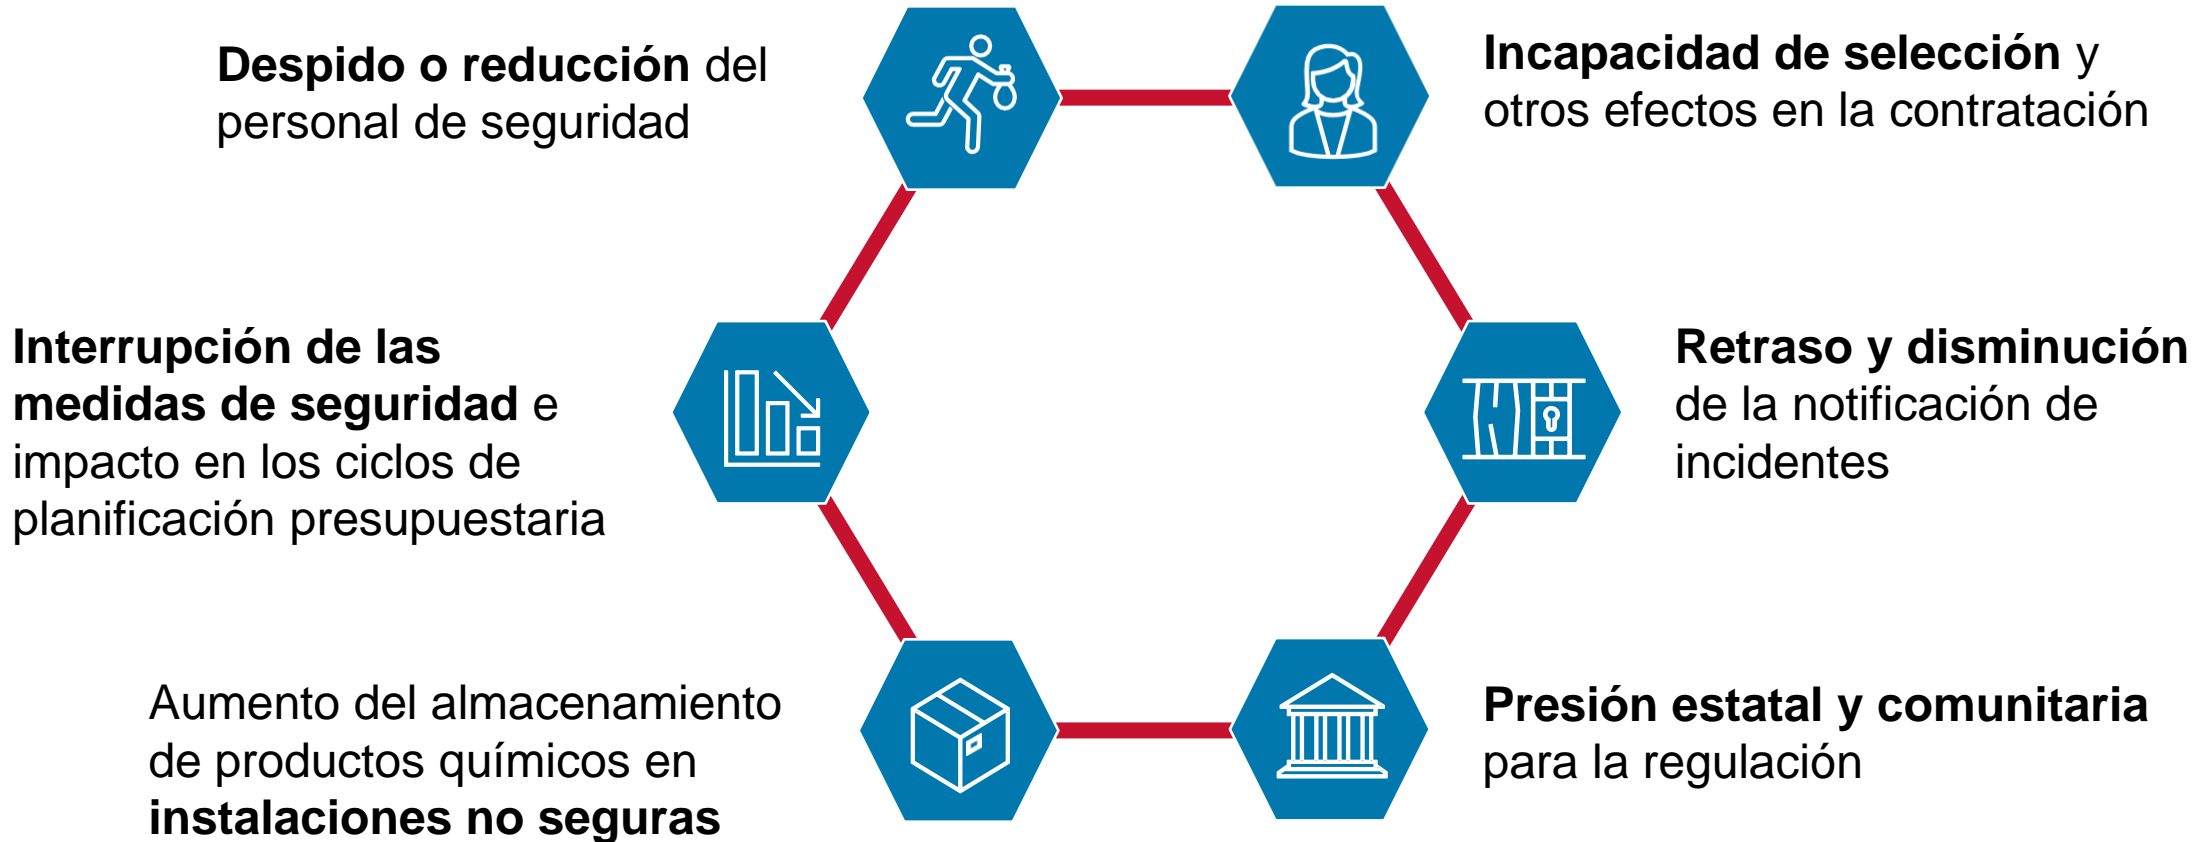 Despido o reducción del
personal de seguridad
Incapacidad de selección y
otros efectos en la contratación
Interrupción de las
medidas de seguridad e
impacto en los ciclos de
planificación presupuestaria
Retraso y disminución
de la notificación de
incidentes
Aumento del almacenamiento
de productos químicos en
instalaciones no seguras
Presión estatal y comunitaria
para la regulación